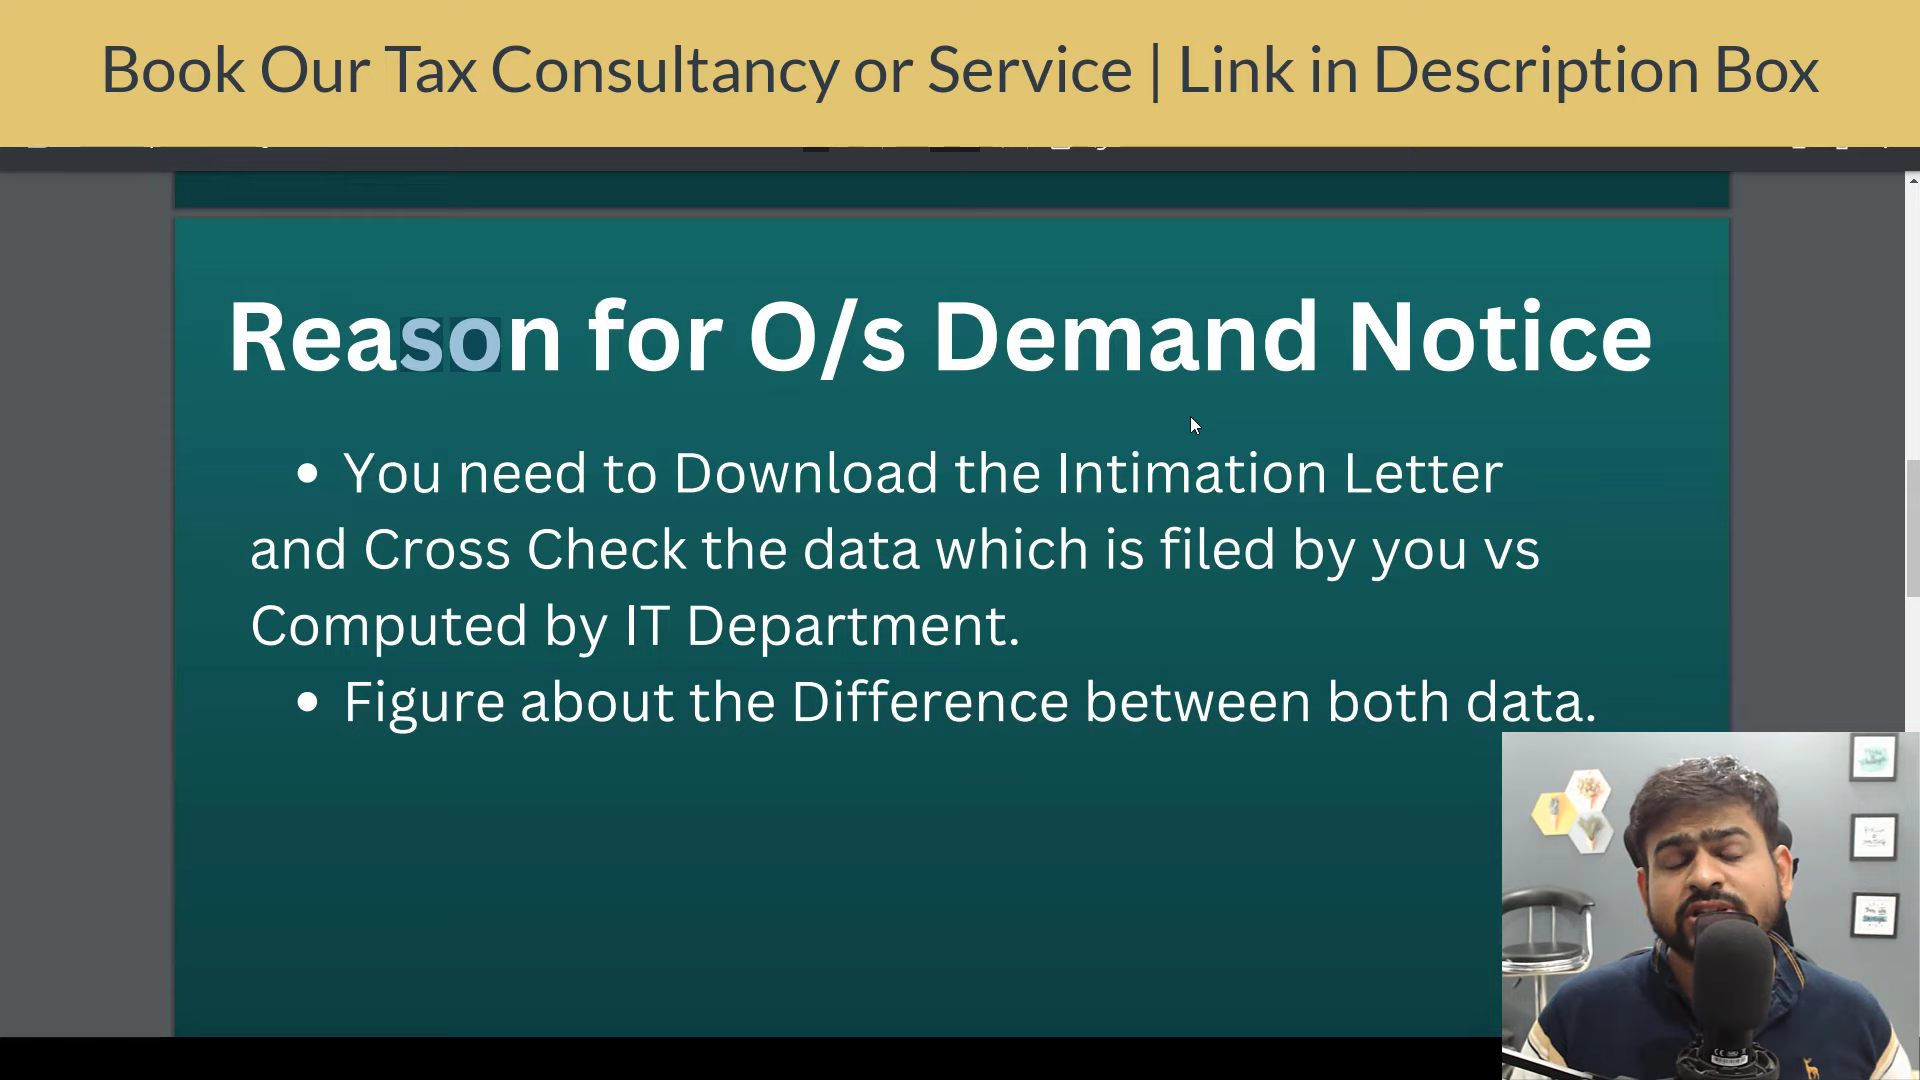 Book Our Tax Consultancy or Service | Link in Description Box
Reason for O/s Demand Notice
• You need to Download the Intimation Letter
and Cross Check the data which is filed by you vs
Computed by IT Department.
• Figure about the Difference between both data.